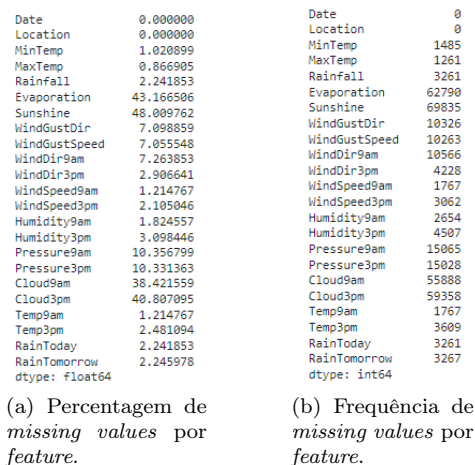 Date 0.000000
Location 0.000000
MinTemp 1.020899
MaxTemp 0.866905
Rainfall 2.241853
Evaporation 43.166506
Sunshine 48.009762
WindGustDir 7.098859
WindGustSpeed 7.055548
WindDir9am 7.263853
WindDir3pm 2.906641
WindSpeed9am 1.214767
WindSpeed3pm 2.105046
Humidity9am 1.824557
Humidity3pm 3.098446
Pressure9am 10.356799
Pressure3pm 10.331363
Cloud9am 38.421559
Cloud3pm 40.807095
Temp9am 1.214767
Temp3pm 2.481094
RainToday 2.241853
RainTomorrow 2.245978
dtype: float64
(a) Percentagem de
missing values por
feature.
Date 0
Location 0
MinTemp 1485
MaxTemp 1261
Rainfall 3261
Evaporation 62790
Sunshine 69835
WindGustDir 10326
WindGustSpeed 10263
WindDir9am 10566
WindDir3pm 4228
WindSpeed9am 1767
WindSpeed3pm 3062
Humidity9am 2654
Humidity3pm 4507
Pressure9am 15065
Pressure3pm 15028
Cloud9am 55888
Cloud3pm 59358
Temp9am 1767
Temp3pm 3609
RainToday 3261
RainTomorrow 3267
dtype: int64
(b) Frequência de
missing values por
feature.